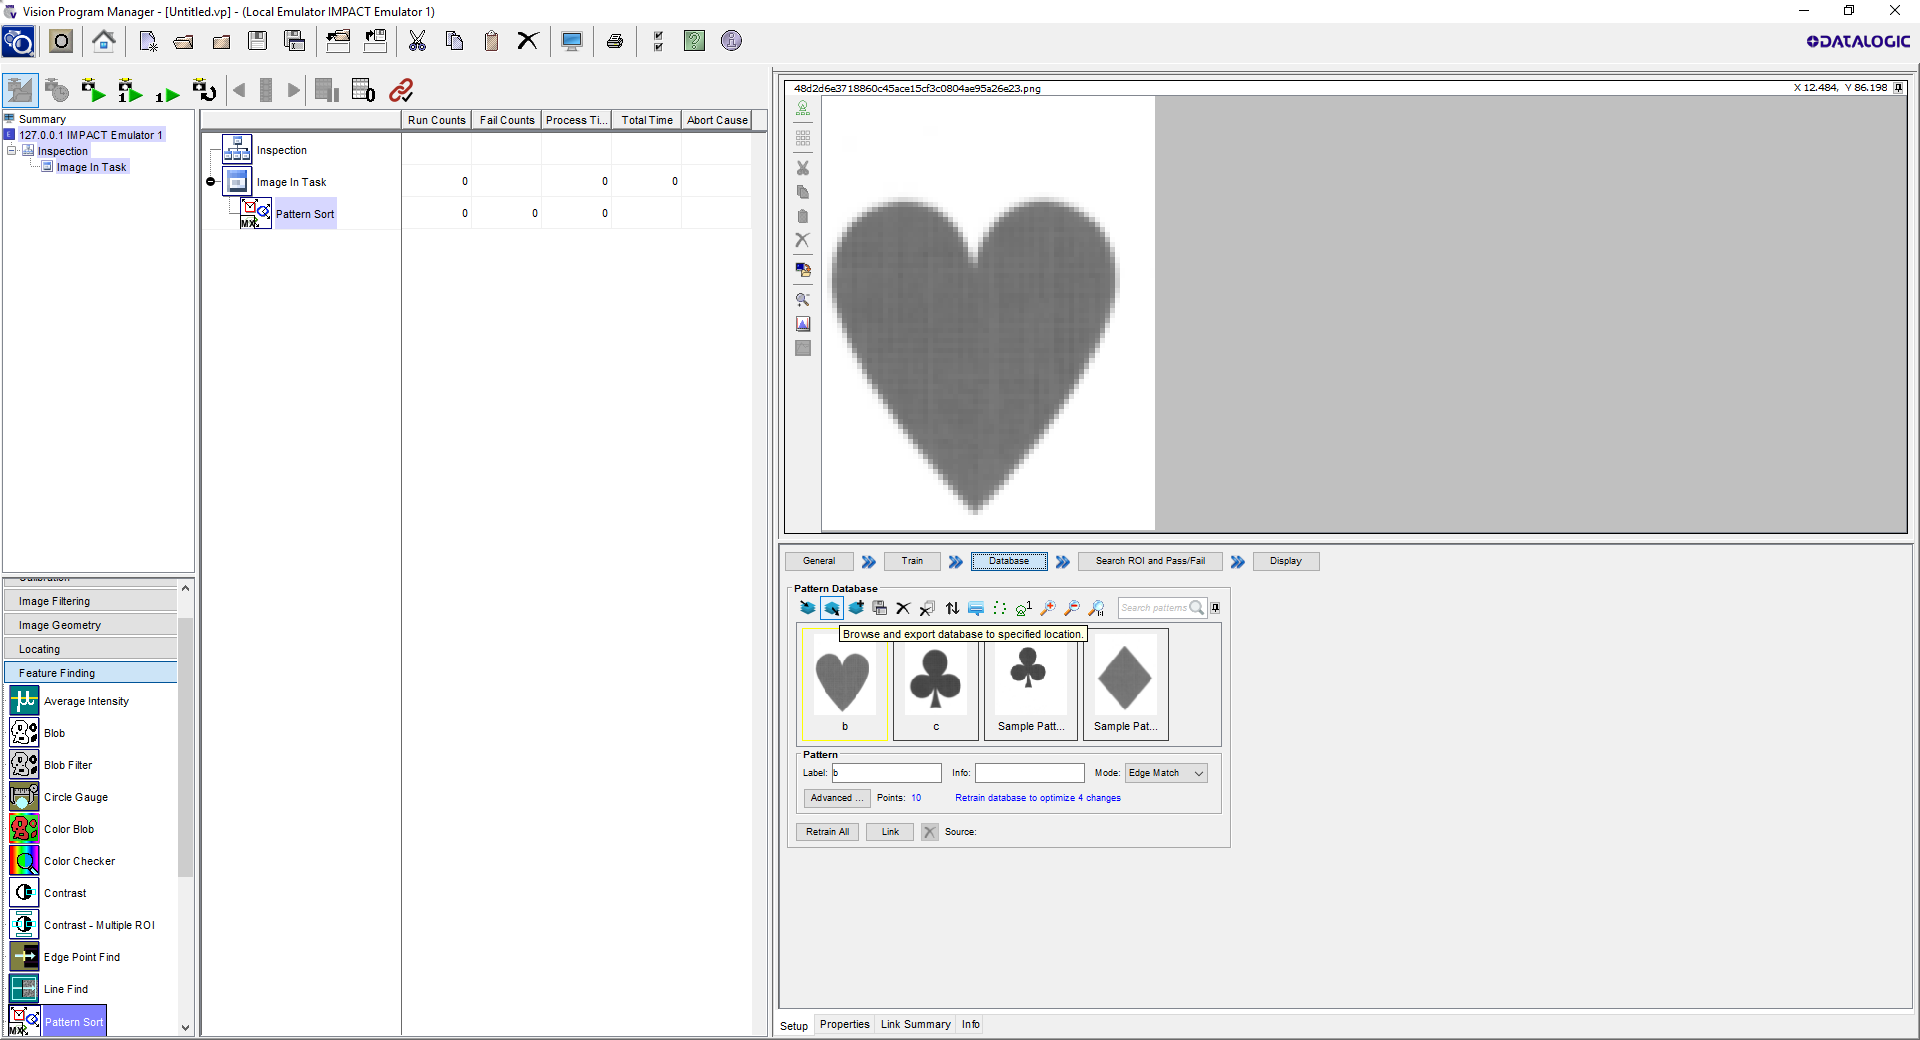 Vision Program Manager - [Untitled.vp] - (Local Emulator IMPACT Emulator 1)
DATALOGIC
Summary
127.0.0.1 IMPACT Emulator 1
Inspection
Image In Task
Run Counts
Fail Counts
Process Ti...
Total Time
Abort Cause
Inspection
Image In Task
0
0
0
Pattern Sort
0
0
0
48d2d6e3718860c45ace15cf3c0804ae95a26e23.png
X 12.484, Y 86.198
Calibration
Image Filtering
Image Geometry
Locating
Feature Finding
Average Intensity
Blob
Blob Filter
Circle Gauge
Color Blob
Color Checker
Contrast
Contrast - Multiple ROI
Edge Point Find
Line Find
Pattern Sort
General
Train
Database
Search ROI and Pass/Fail
Display
Pattern Database
Search patterns
Browse and export database to specified location.
b
c
Sample Patt...
Sample Pat...
Pattern
Label:
b
Info:
Mode:
Edge Match
Advanced ...
Points: 10
Retrain database to optimize 4 changes
Retrain All
Link
Source:
Setup
Properties
Link Summary
Info